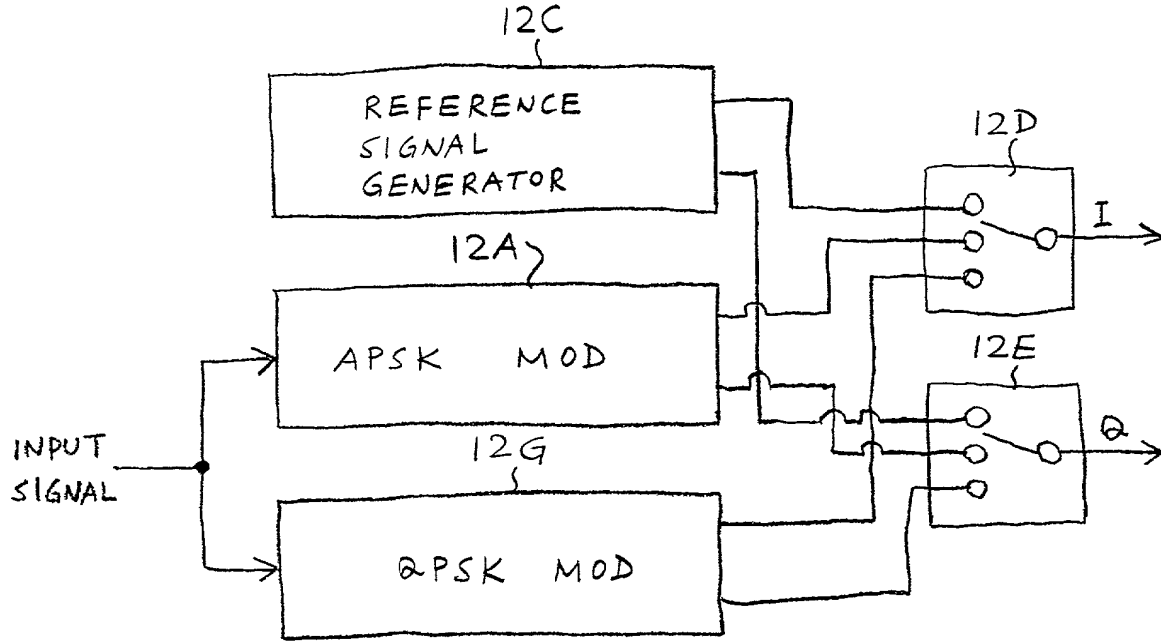 12C
REFERENCE
SIGNAL
GENERATOR
12D
I
12A
APSK MOD
12E
Q
INPUT
SIGNAL
12G
QPSK MOD